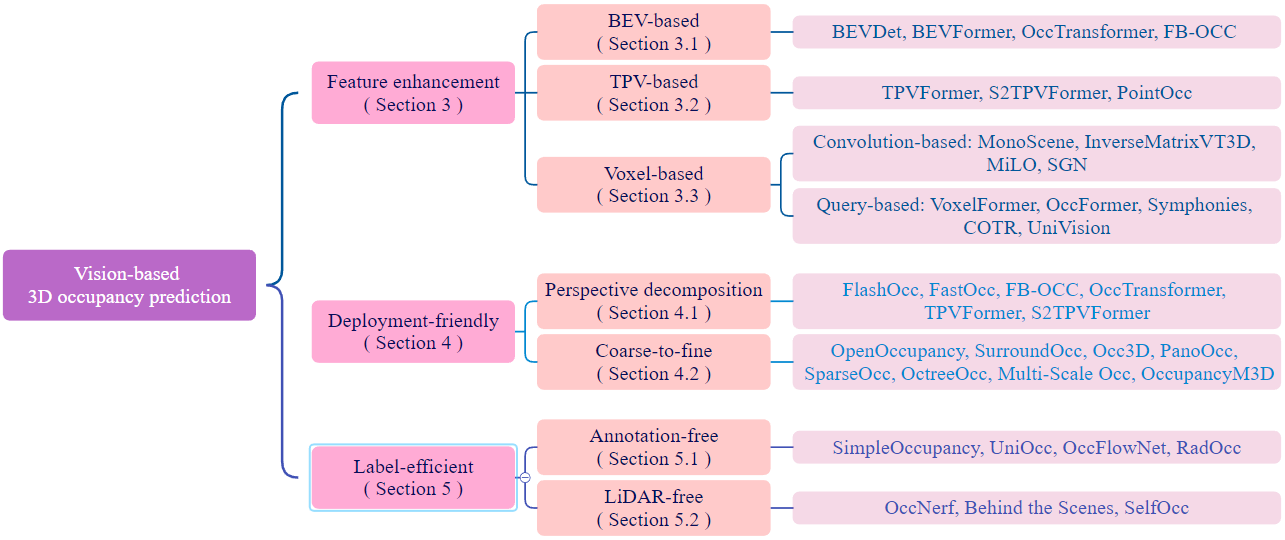 Vision-based
3D occupancy prediction
Feature enhancement
( Section 3 )
BEV-based
( Section 3.1 )
BEVDet, BEVFormer, OccTransformer, FB-OCC
TPV-based
( Section 3.2 )
TPVFormer, S2TPVFormer, PointOcc
Voxel-based
( Section 3.3 )
Convolution-based: MonoScene, InverseMatrixVT3D,
MiLO, SGN
Query-based: VoxelFormer, OccFormer, Symphonies,
COTR, UniVision
Deployment-friendly
( Section 4 )
Perspective decomposition
( Section 4.1 )
FlashOcc, FastOcc, FB-OCC, OccTransformer,
TPVFormer, S2TPVFormer
Coarse-to-fine
( Section 4.2 )
OpenOccupancy, SurroundOcc, Occ3D, PanoOcc,
SparseOcc, OctreeOcc, Multi-Scale Occ, OccupancyM3D
Label-efficient
( Section 5 )
Annotation-free
( Section 5.1 )
SimpleOccupancy, UniOcc, OccFlowNet, RadOcc
LiDAR-free
( Section 5.2 )
OccNerf, Behind the Scenes, SelfOcc